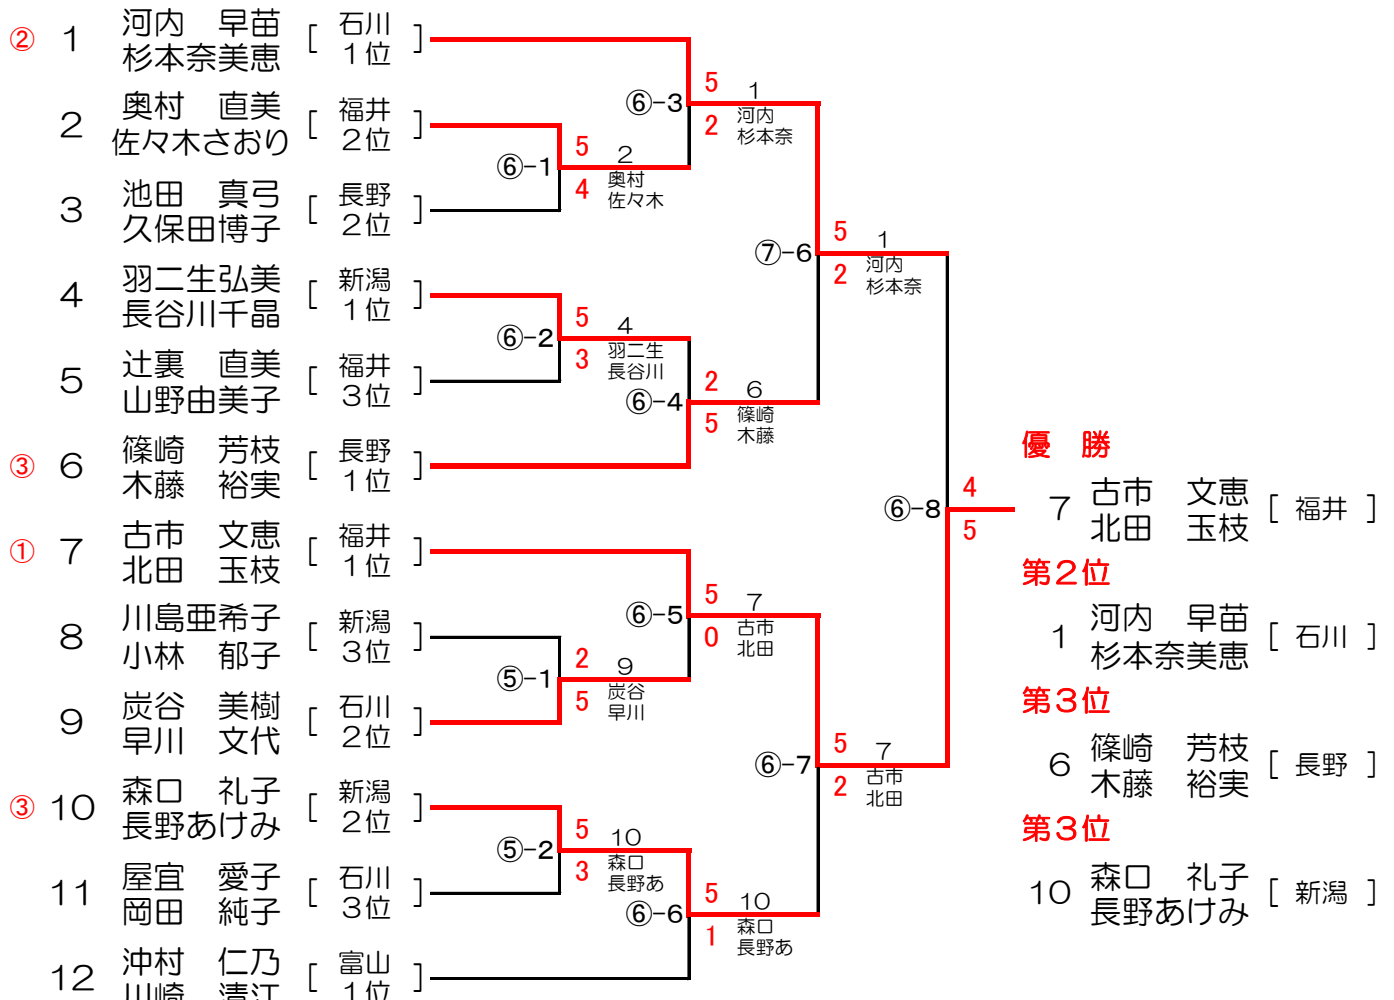 ② 1 河内 早苗 [ 石川 ]
杉本奈美恵 1位
2 奥村 直美 [ 福井 ]
佐々木さおり 2位
3 池田 真弓 [ 長野 ]
久保田博子 2位
4 羽二生弘美 [ 新潟 ]
長谷川千晶 1位
5 辻裏 直美 [ 福井 ]
山野由美子 3位
③ 6 篠崎 芳枝 [ 長野 ]
木藤 裕実 1位
① 7 古市 文恵 [ 福井 ]
北田 玉枝 1位
8 川島亜希子 [ 新潟 ]
小林 郁子 3位
9 炭谷 美樹 [ 石川 ]
早川 文代 2位
③ 10 森口 礼子 [ 新潟 ]
長野あけみ 2位
11 屋宜 愛子 [ 石川 ]
岡田 純子 3位
12 沖村 仁乃 [ 富山 ]
川崎 清江 1位
⑥-1
5
4
2
奥村
佐々木
⑥-2
5
3
4
羽二生
長谷川
⑤-1
2
5
9
炭谷
早川
⑤-2
5
3
10
森口
長野あ
⑥-3
5
2
1
河内
杉本奈
⑥-4
2
5
6
篠崎
木藤
⑥-5
5
0
7
古市
北田
⑥-6
5
1
10
森口
長野あ
⑦-6
5
2
1
河内
杉本奈
⑥-7
5
2
7
古市
北田
⑥-8
4
5
優 勝
7 古市 文恵 [ 福井 ]
北田 玉枝
第2位
1 河内 早苗 [ 石川 ]
杉本奈美恵
第3位
6 篠崎 芳枝 [ 長野 ]
木藤 裕実
第3位
10 森口 礼子 [ 新潟 ]
長野あけみ